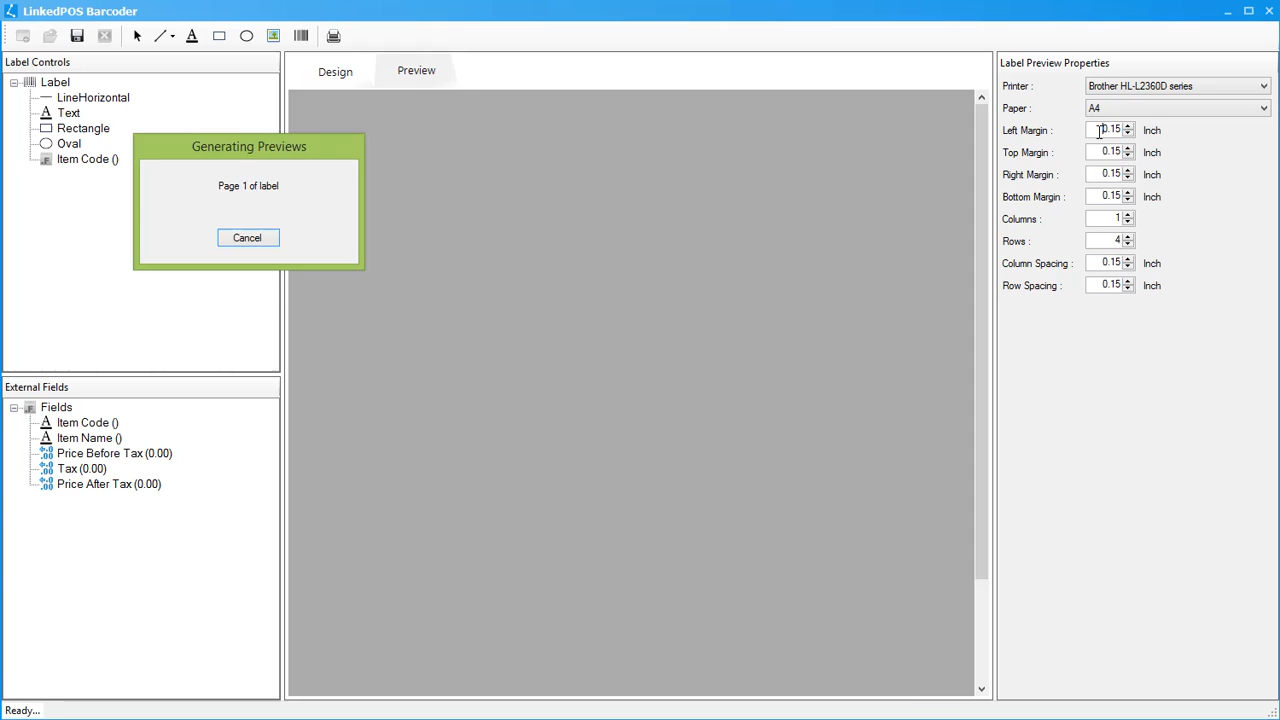 LinkedPOS Barcoder
Label Controls
Label
LineHorizontal
Text
Rectangle
Oval
Item Code ()
Generating Previews
Page 1 of label
Cancel
External Fields
Fields
Item Code ()
Item Name ()
Price Before Tax (0.00)
Tax (0.00)
Price After Tax (0.00)
Design
Preview
Label Preview Properties
Printer : Brother HL-L2360D series
Paper : A4
Left Margin : 0.15 Inch
Top Margin : 0.15 Inch
Right Margin : 0.15 Inch
Bottom Margin : 0.15 Inch
Columns : 1
Rows : 4
Column Spacing : 0.15 Inch
Row Spacing : 0.15 Inch
Ready...